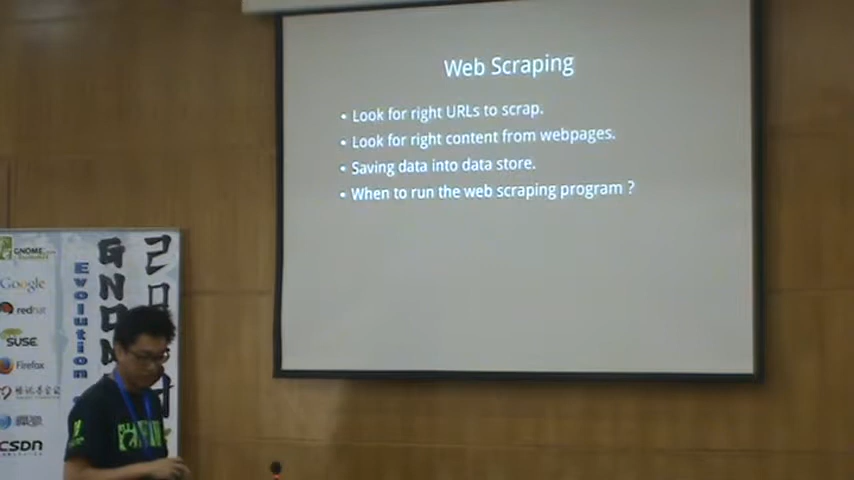 Web Scraping
• Look for right URLs to scrap.
• Look for right content from webpages.
• Saving data into data store.
• When to run the web scraping program ?
GNOME
Google
redhat
SUSE
Firefox
CSDN
Evolution